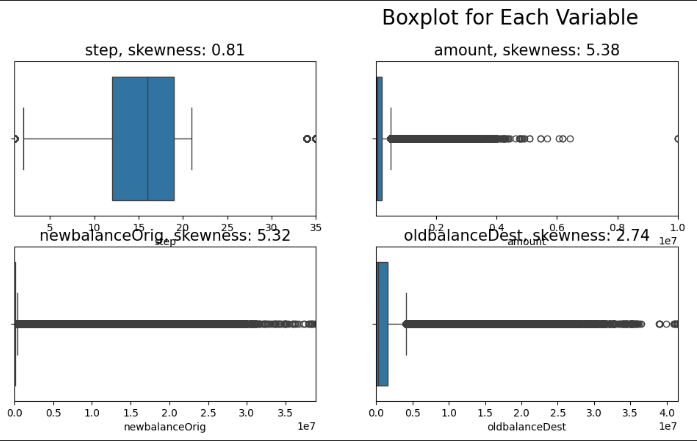 Boxplot for Each Variable
step, skewness: 0.81
5 10 15 20 25 30 35
step
amount, skewness: 5.38
0.2 0.4 0.6 0.8 1.0
amount
1e7
newbalanceOrig, skewness: 5.32
0.0 0.5 1.0 1.5 2.0 2.5 3.0 3.5
newbalanceOrig
1e7
oldbalanceDest, skewness: 2.74
0.0 0.5 1.0 1.5 2.0 2.5 3.0 3.5 4.0
oldbalanceDest
1e7